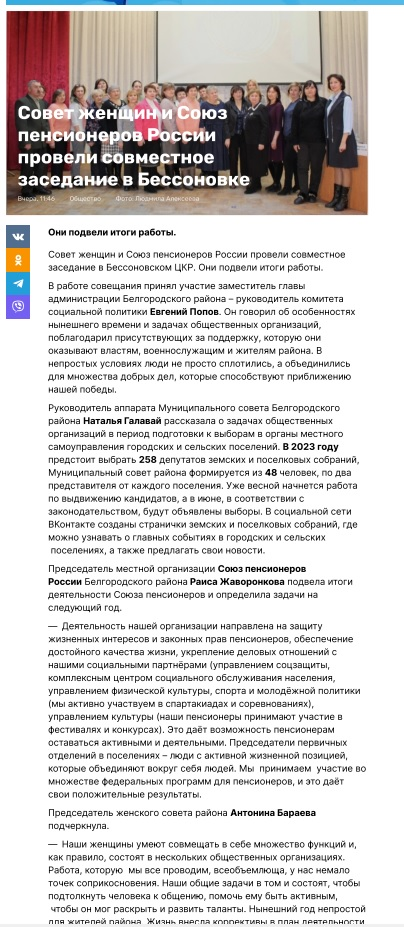 Совет женщин и Союз
пенсионеров России
провели совместное
заседание в Бессоновке
Вчера, 11:46 Общество Фото: Людмила Алексеева
Они подвели итоги работы.
Совет женщин и Союз пенсионеров России провели совместное
заседание в Бессоновском ЦКР. Они подвели итоги работы.
В работе совещания принял участие заместитель главы
администрации Белгородского района – руководитель комитета
социальной политики Евгений Попов. Он говорил об особенностях
нынешнего времени и задачах общественных организаций,
поблагодарил присутствующих за поддержку, которую они
оказывают властям, военнослужащим и жителям района. В
непростых условиях люди не просто сплотились, а объединились
для множества добрых дел, которые способствуют приближению
нашей победы.
Руководитель аппарата Муниципального совета Белгородского
района Наталья Галавай рассказала о задачах общественных
организаций в период подготовки к выборам в органы местного
самоуправления городских и сельских поселений. В 2023 году
предстоит выбрать 258 депутатов земских и поселковых собраний,
Муниципальный совет района формируется из 48 человек, по два
представителя от каждого поселения. Уже весной начнется работа
по выдвижению кандидатов, а в июне, в соответствии с
законодательством, будут объявлены выборы. В социальной сети
ВКонтакте созданы странички земских и поселковых собраний, где
можно узнавать о главных событиях в городских и сельских
поселениях, а также предлагать свои новости.
Председатель местной организации Союз пенсионеров
России Белгородского района Раиса Жаворонкова подвела итоги
деятельности Союза пенсионеров и определила задачи на
следующий год.
— Деятельность нашей организации направлена на защиту
жизненных интересов и законных прав пенсионеров, обеспечение
достойного качества жизни, укрепление деловых отношений с
нашими социальными партнёрами (управлением соцзащиты,
комплексным центром социального обслуживания населения,
управлением физической культуры, спорта и молодёжной политики
(мы активно участвуем в спартакиадах и соревнованиях),
управлением культуры (наши пенсионеры принимают участие в
фестивалях и конкурсах). Это даёт возможность пенсионерам
оставаться активными и деятельными. Председатели первичных
отделений в поселениях – люди с активной жизненной позицией,
которые объединяют вокруг себя людей. Мы принимаем участие во
множестве федеральных программ для пенсионеров, и это даёт
свои положительные результаты.
Председатель женского совета района Антонина Бараева
подчеркнула.
— Наши женщины умеют совмещать в себе множество функций и,
как правило, состоят в нескольких общественных организациях.
Работа, которую мы все проводим, всеобъемлюща, у нас немало
точек соприкосновения. Наши общие задачи в том и состоят, чтобы
подтолкнуть человека к общению, помочь ему быть активным,
чтобы он мог раскрыть и развить таланты. Нынешний год непростой
для жителей района. Жизнь внесла коррективы в план деятельности